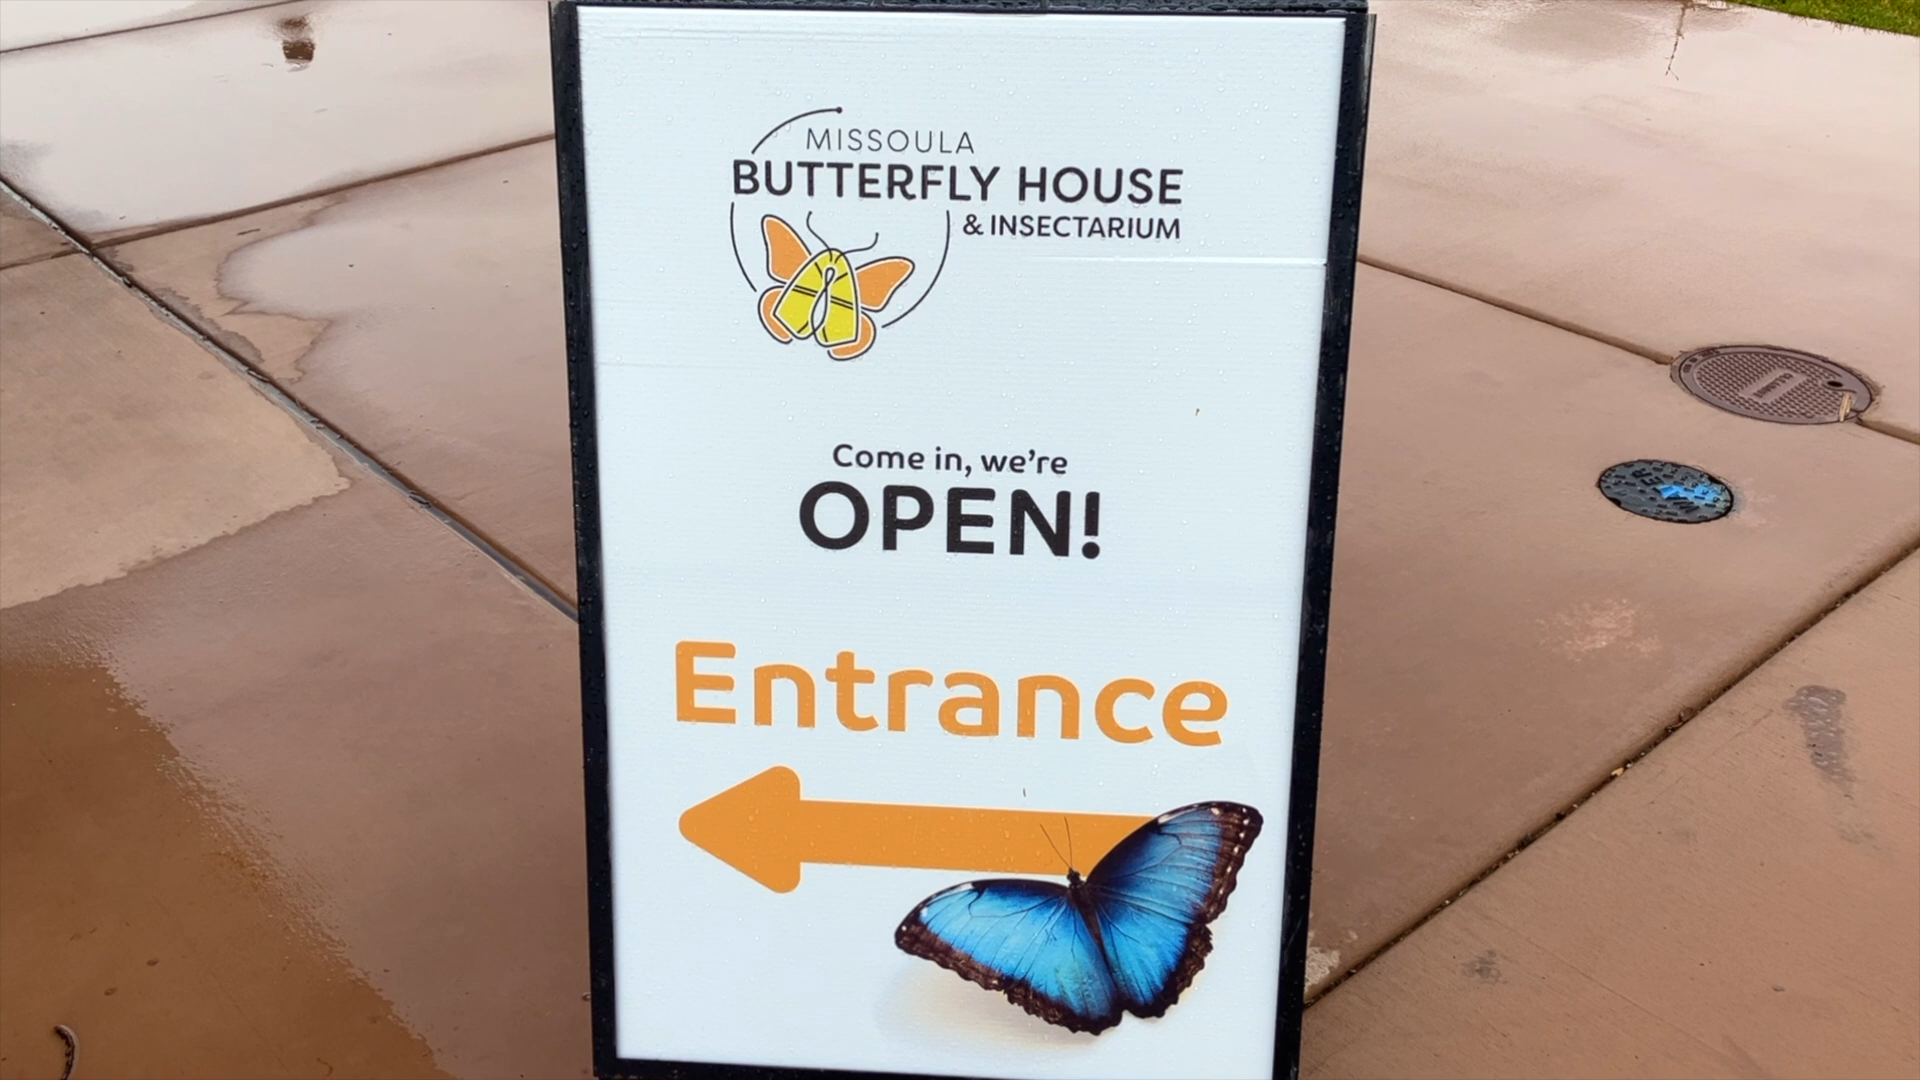 MISSOULA
BUTTERFLY HOUSE
& INSECTARIUM
Come in, we're
OPEN!
Entrance